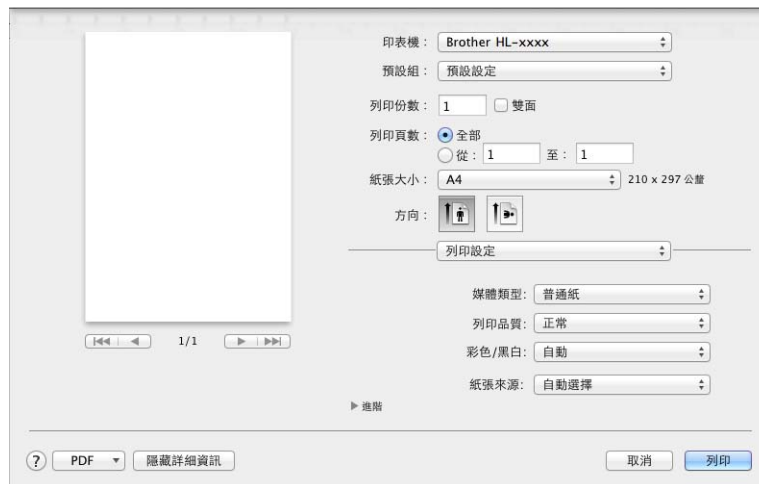 印表機： Brother HL-xxxx
預設組： 預設設定
列印份數： 1 雙面
列印頁數： 全部
從： 1 至： 1
紙張大小： A4 210 x 297 公釐
方向：
列印設定
媒體類型: 普通紙
列印品質: 正常
彩色/黑白: 自動
紙張來源: 自動選擇
進階
1/1
? PDF 隱藏詳細資訊 取消 列印